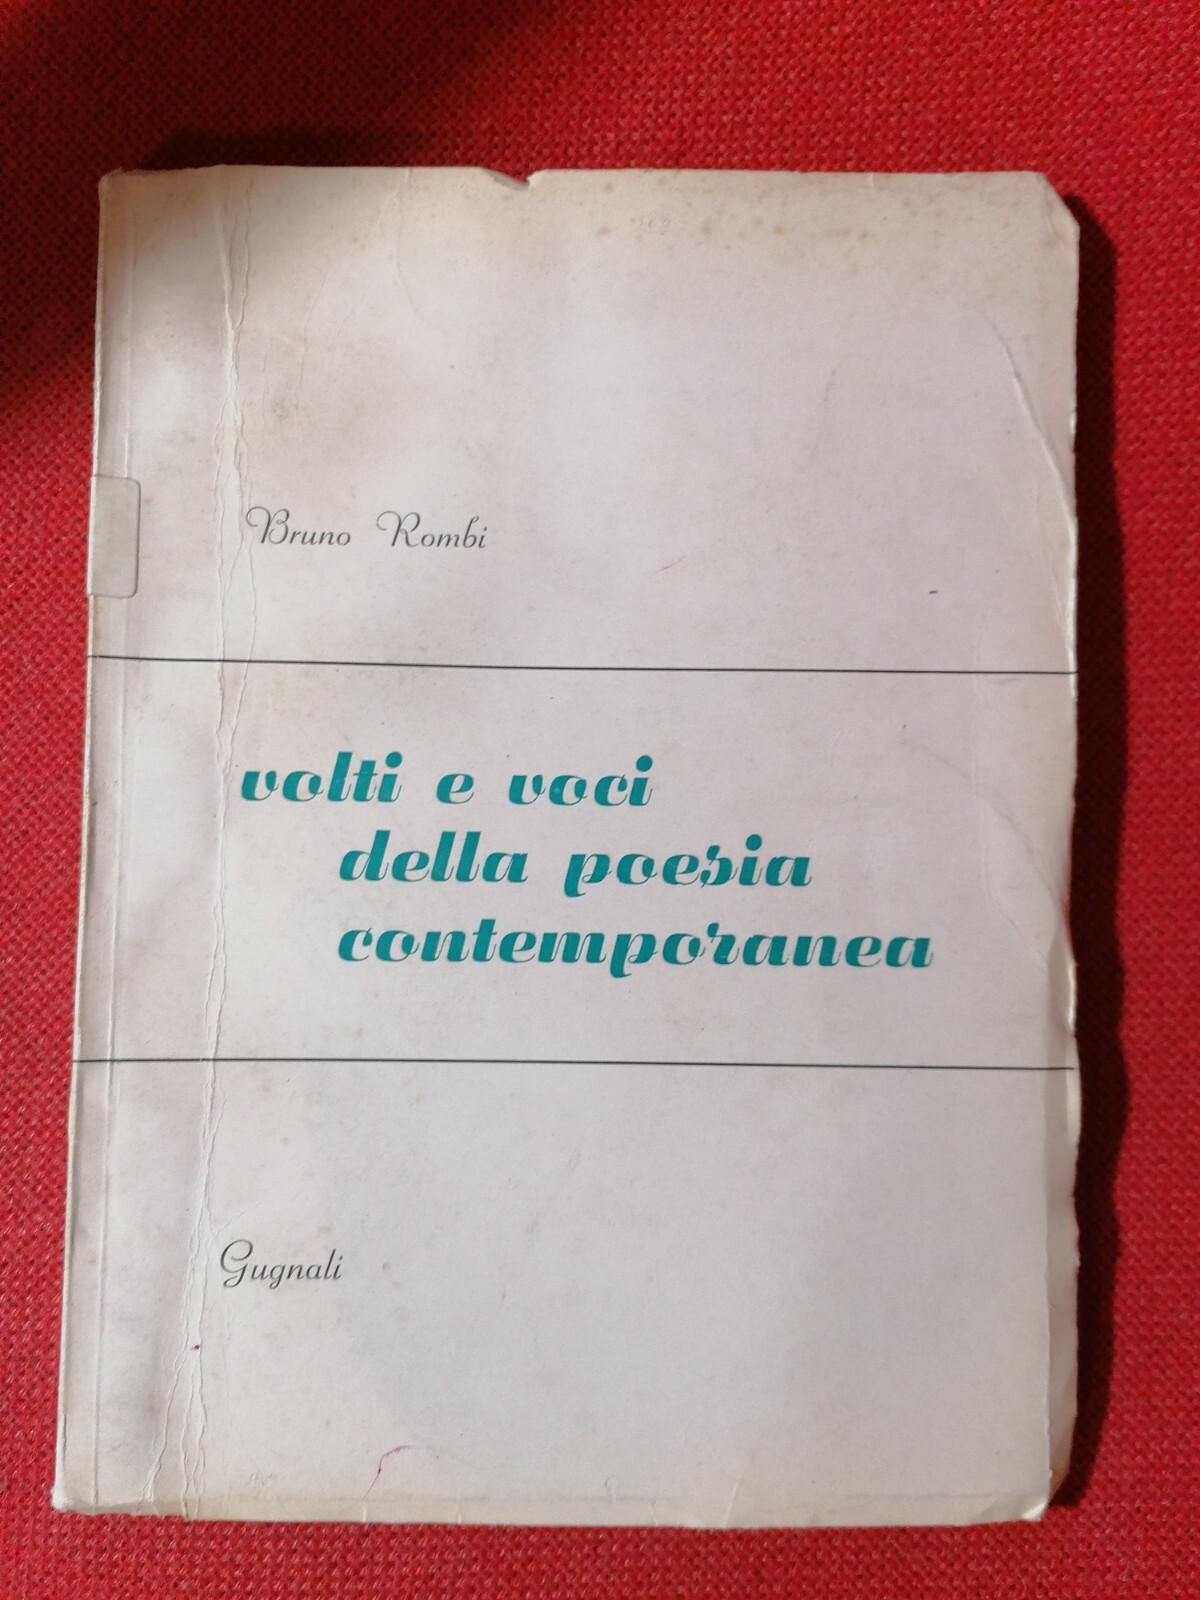 Bruno Rombi
volti e voci
della poesia
contemporanea
Gugnali